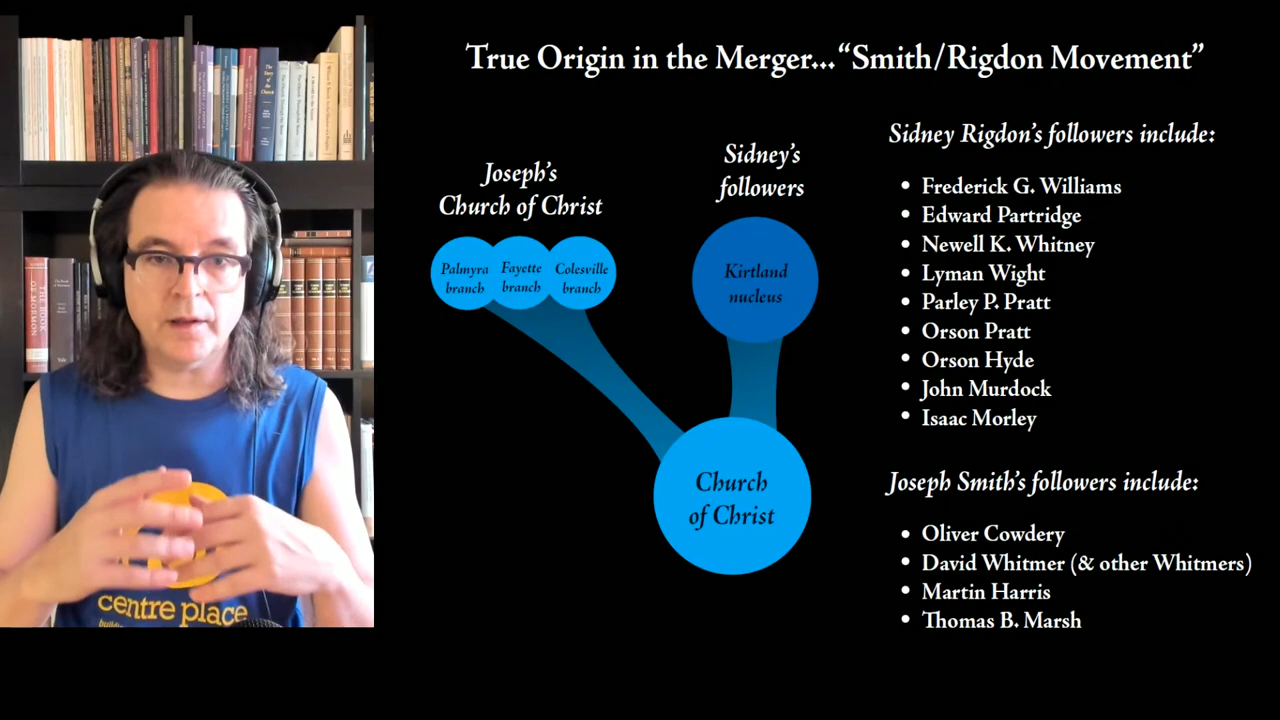 True Origin in the Merger...“Smith/Rigdon Movement”
Joseph's
Church of Christ
Sidney's
followers
Palmyra
branch
Fayette
branch
Colesville
branch
Kirtland
nucleus
Church
of Christ
Sidney Rigdon's followers include:
• Frederick G. Williams
• Edward Partridge
• Newell K. Whitney
• Lyman Wight
• Parley P. Pratt
• Orson Pratt
• Orson Hyde
• John Murdock
• Isaac Morley
Joseph Smith's followers include:
• Oliver Cowdery
• David Whitmer (& other Whitmers)
• Martin Harris
• Thomas B. Marsh
centre place